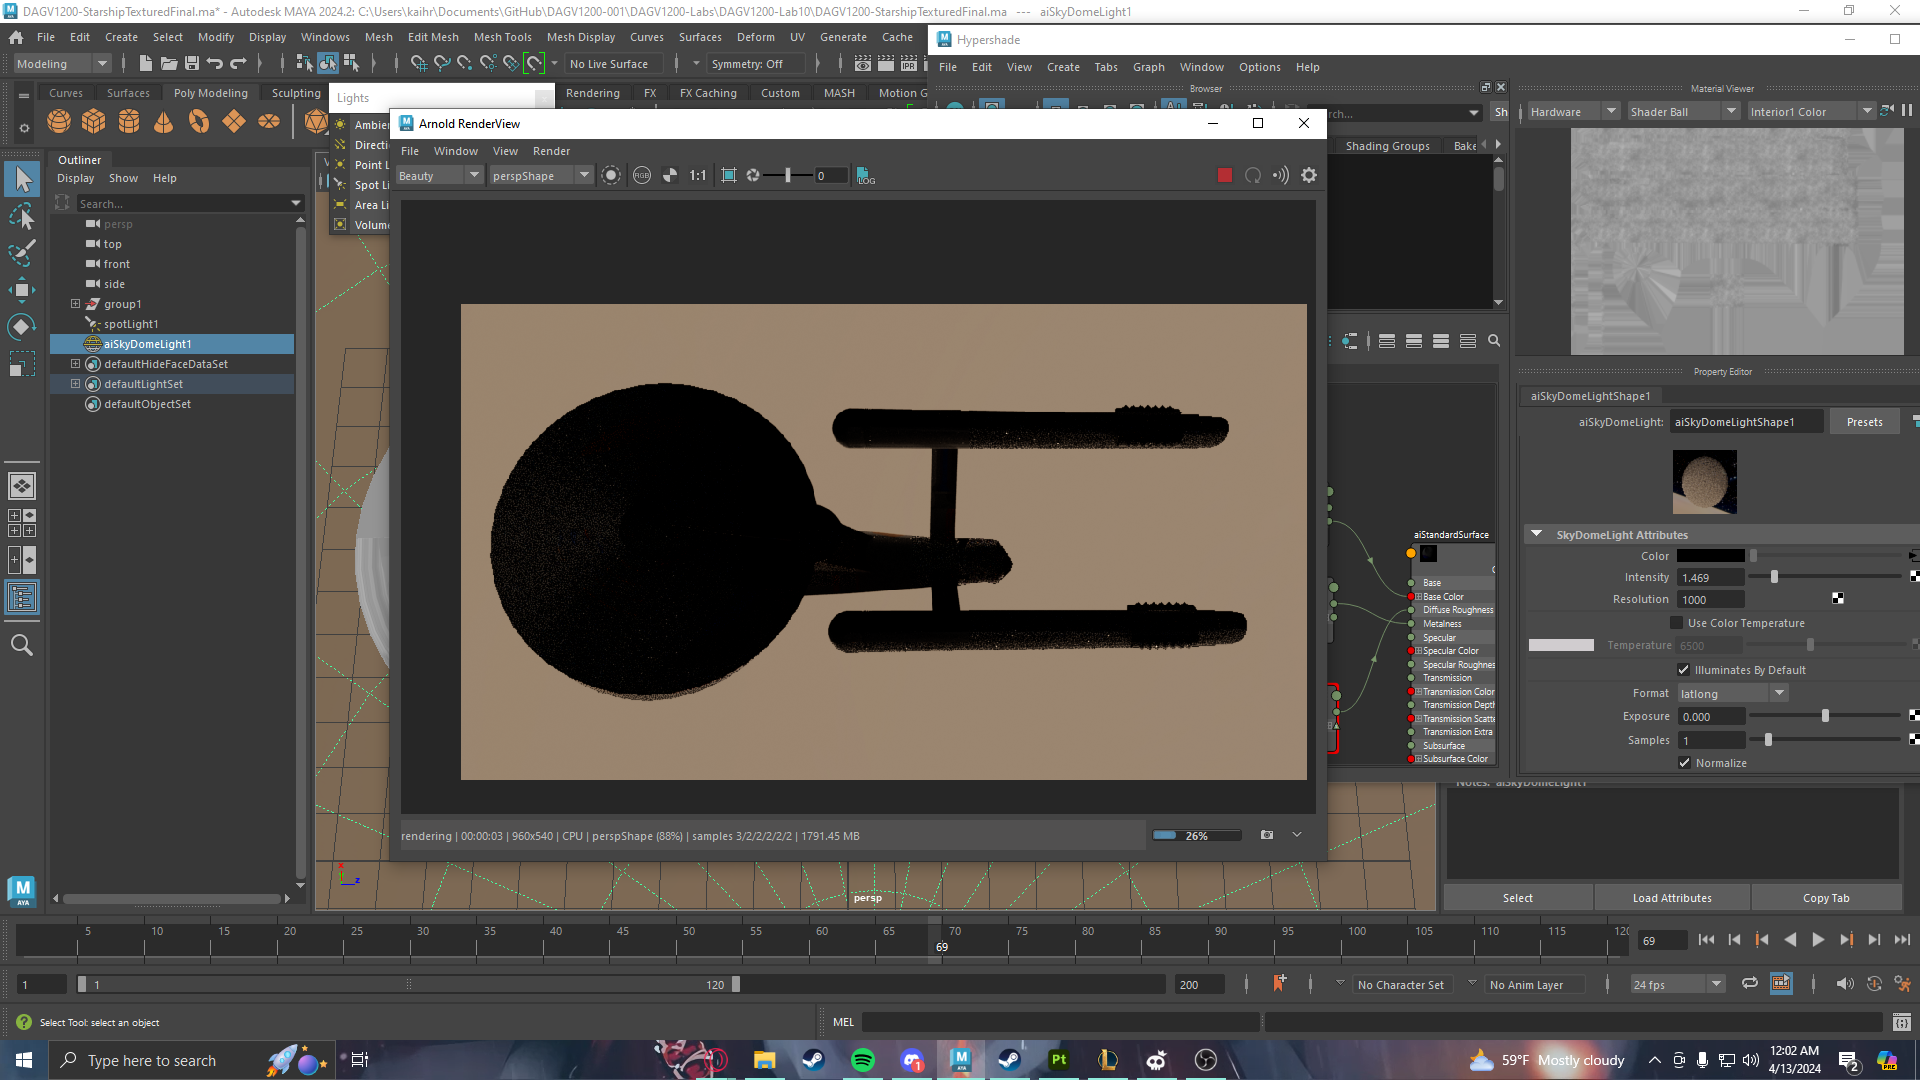 DAGV1200-StarshipTexturedFinal.ma* - Autodesk MAYA 2024.2: C:\Users\kaihr\Documents\GitHub\DAGV1200-001\DAGV1200-Labs\DAGV1200-Lab10\DAGV1200-StarshipTexturedFinal.ma --- aiSkyDomeLight1
File Edit Create Select Modify Display Windows Mesh Edit Mesh Mesh Tools Mesh Display Curves Surfaces Deform UV Generate Cache
Hypershade
Modeling
No Live Surface
Symmetry: Off
File Edit View Create Tabs Graph Window Options Help
Browser
Material Viewer
Curves Surfaces Poly Modeling Sculpting
Lights
Rendering FX FX Caching Custom MASH Motion G
Hardware
Shader Ball
Interior1 Color
Ambien
Directi
Point L
Spot Li
Area Li
Volume
Arnold RenderView
File Window View Render
Beauty
perspShape
RGB
1:1
0
LOG
rch...
Sh
Shading Groups
Bake
Outliner
Display Show Help
Search...
persp
top
front
side
group1
spotLight1
aiSkyDomeLight1
defaultHideFaceDataSet
defaultLightSet
defaultObjectSet
Property Editor
aiSkyDomeLightShape1
aiSkyDomeLight: aiSkyDomeLightShape1
Presets
SkyDomeLight Attributes
Color
Intensity 1.469
Resolution 1000
Use Color Temperature
Temperature 6500
Illuminates By Default
Format latlong
Exposure 0.000
Samples 1
Normalize
aiStandardSurface
Base
Base Color
Diffuse Roughness
Metalness
Specular
Specular Color
Specular Roughnes
Transmission
Transmission Color
Transmission Depth
Transmission Scatte
Transmission Extra
Subsurface
Subsurface Color
Notes: aiSkyDomeLight1
rendering | 00:00:03 | 960x540 | CPU | perspShape (88%) | samples 3/2/2/2/2/2 | 1791.45 MB
26%
x
y
z
persp
Select
Load Attributes
Copy Tab
5 10 15 20 25 30 35 40 45 50 55 60 65 70 75 80 85 90 95 100 105 110 115 120
69
69
1
1
120
200
No Character Set
No Anim Layer
24 fps
Select Tool: select an object
MEL
M
AYA
Type here to search
1
Pt
59°F Mostly cloudy
12:02 AM
4/13/2024
2
PRE